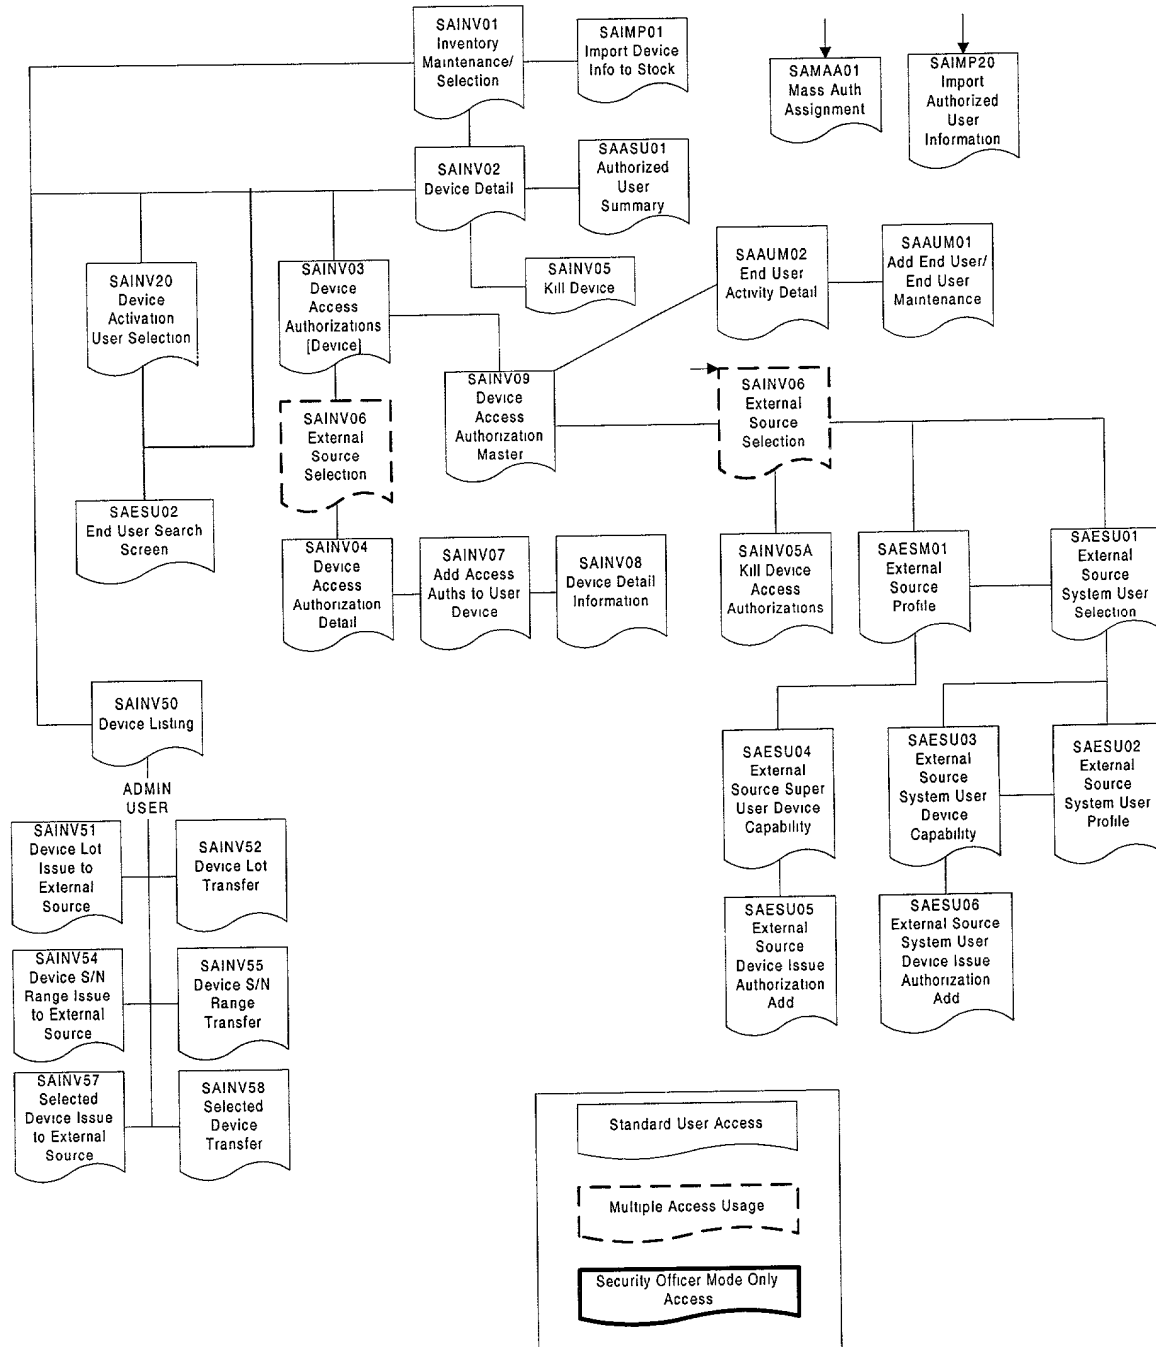 SAINV01
Inventory
Maintenance/
Selection
SAIMP01
Import Device
Info to Stock
SAMAA01
Mass Auth
Assignment
SAIMP20
Import
Authorized
User
Information
SAINV02
Device Detail
SAASU01
Authorized
User
Summary
SAINV20
Device
Activation
User Selection
SAINV03
Device
Access
Authorizations
[Device]
SAINV05
Kill Device
SAAUM02
End User
Activity Detail
SAAUM01
Add End User/
End User
Maintenance
SAINV06
External
Source
Selection
SAINV09
Device
Access
Authorization
Master
SAINV06
External
Source
Selection
SAESU02
End User Search
Screen
SAINV04
Device
Access
Authorization
Detail
SAINV07
Add Access
Auths to User
Device
SAINV08
Device Detail
Information
SAINV05A
Kill Device
Access
Authorizations
SAESM01
External
Source
Profile
SAESU01
External
Source
System User
Selection
SAINV50
Device Listing
ADMIN
USER
SAESU04
External
Source Super
User Device
Capability
SAESU03
External
Source
System User
Device
Capability
SAESU02
External
Source
System User
Profile
SAINV51
Device Lot
Issue to
External
Source
SAINV52
Device Lot
Transfer
SAESU05
External
Source
Device Issue
Authorization
Add
SAESU06
External Source
System User
Device Issue
Authorization
Add
SAINV54
Device S/N
Range Issue
to External
Source
SAINV55
Device S/N
Range
Transfer
SAINV57
Selected
Device Issue
to External
Source
SAINV58
Selected
Device
Transfer
Standard User Access
Multiple Access Usage
Security Officer Mode Only
Access